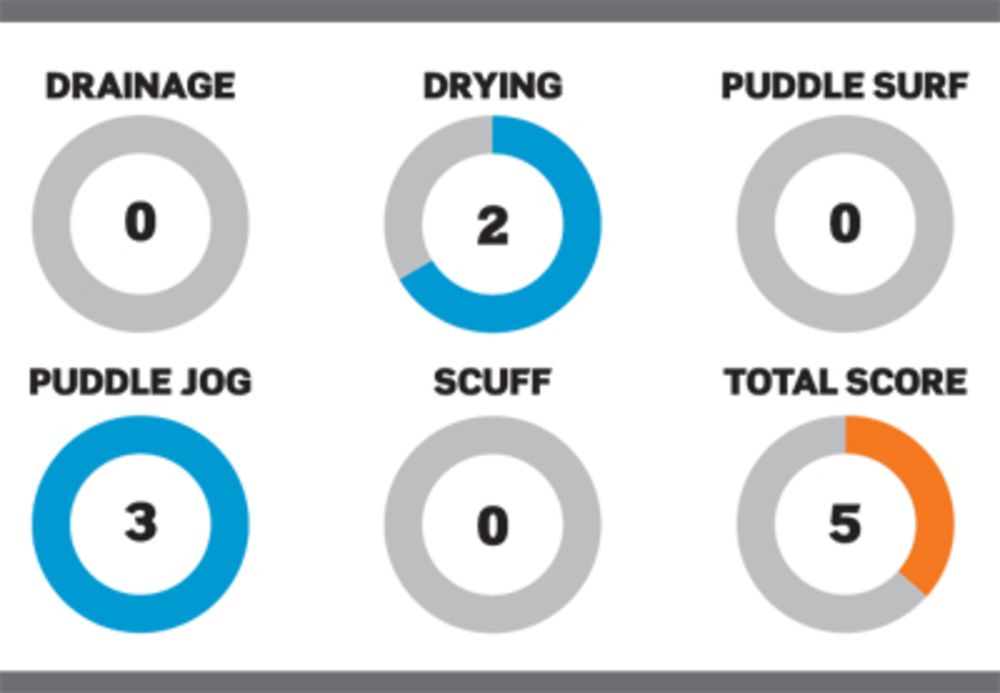 DRAINAGE
DRYING
PUDDLE SURF
0
2
0
PUDDLE JOG
SCUFF
TOTAL SCORE
3
0
5